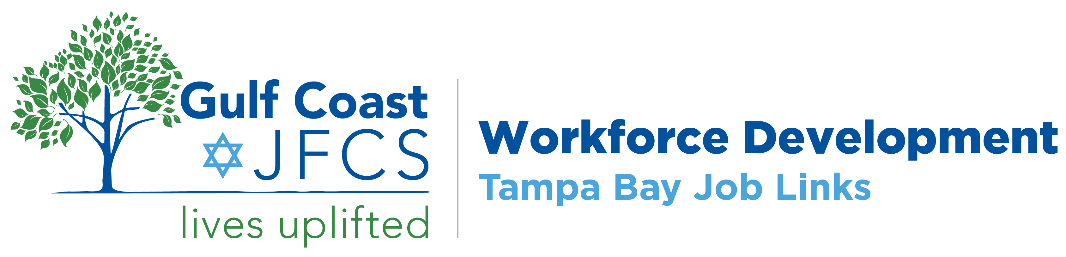 Gulf Coast
JFCS
lives uplifted
Workforce Development
Tampa Bay Job Links